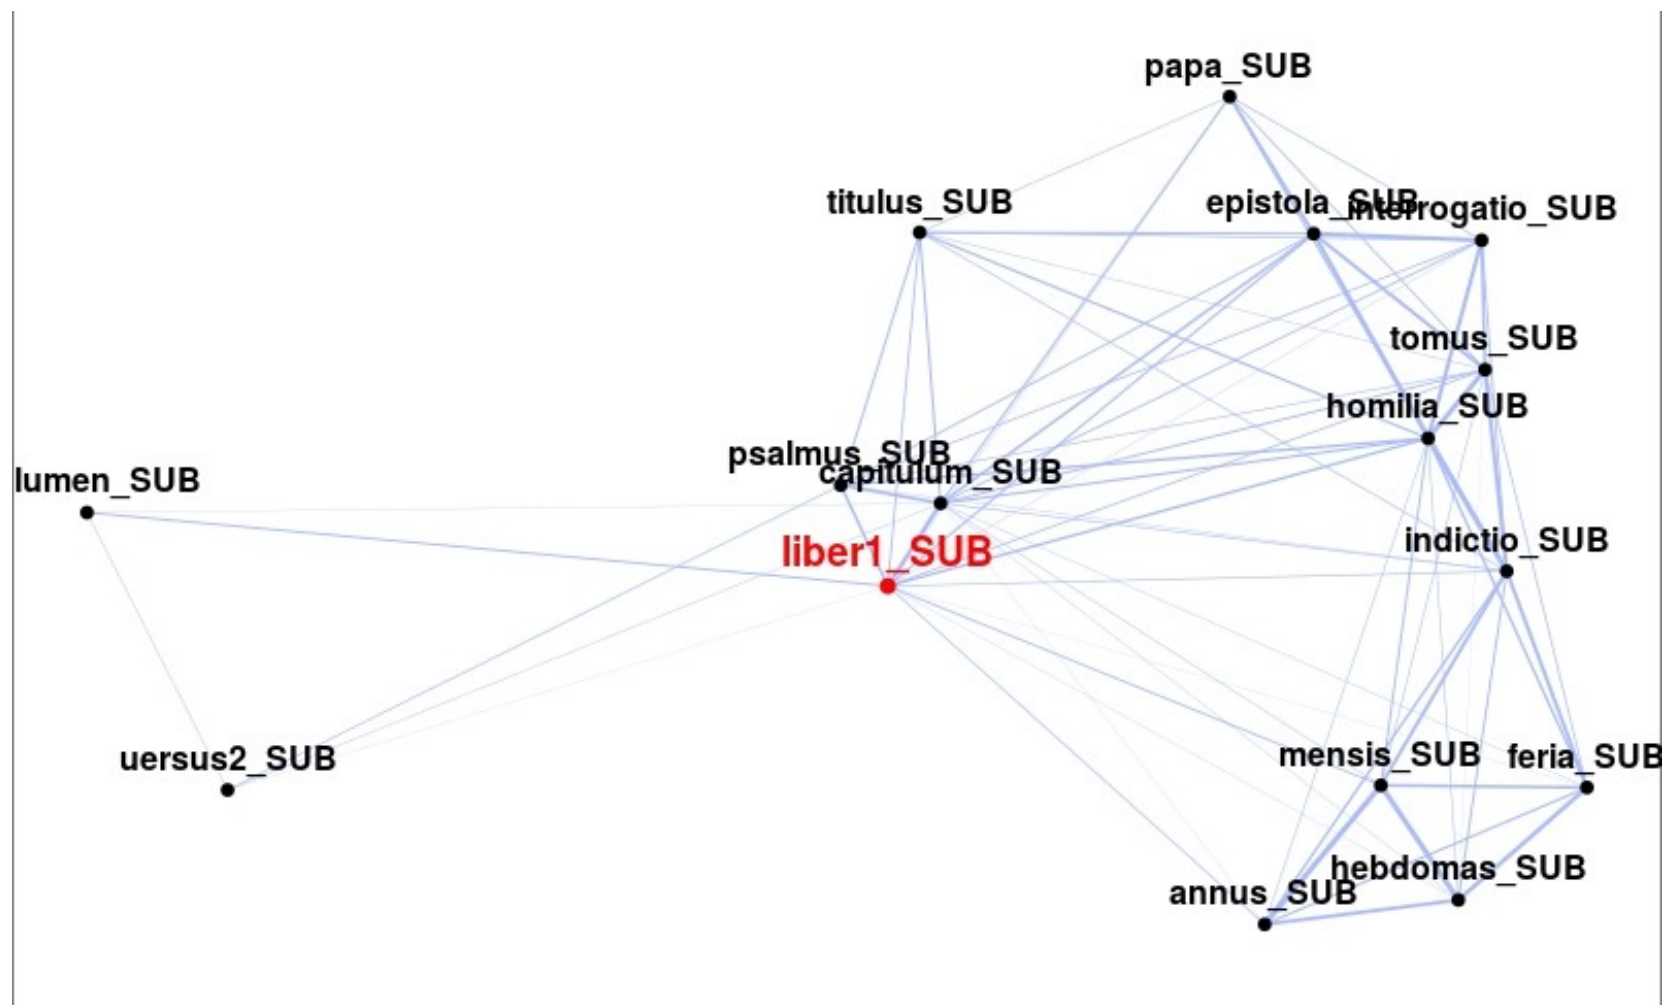 papa_SUB
titulus_SUB
epistola_SUB
interrogatio_SUB
tomus_SUB
homilia_SUB
psalmus_SUB
capitulum_SUB
lumen_SUB
indictio_SUB
liber1_SUB
mensis_SUB
feria_SUB
uersus2_SUB
hebdomas_SUB
annus_SUB